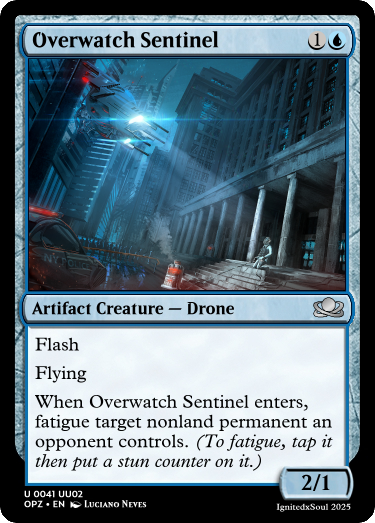 Overwatch Sentinel 1
Artifact Creature — Drone
Flash
Flying
When Overwatch Sentinel enters,
fatigue target nonland permanent an
opponent controls. (To fatigue, tap it
then put a stun counter on it.)
2/1
U 0041 UU02
OPZ • EN Luciano Neves
IgnitedxSoul 2025